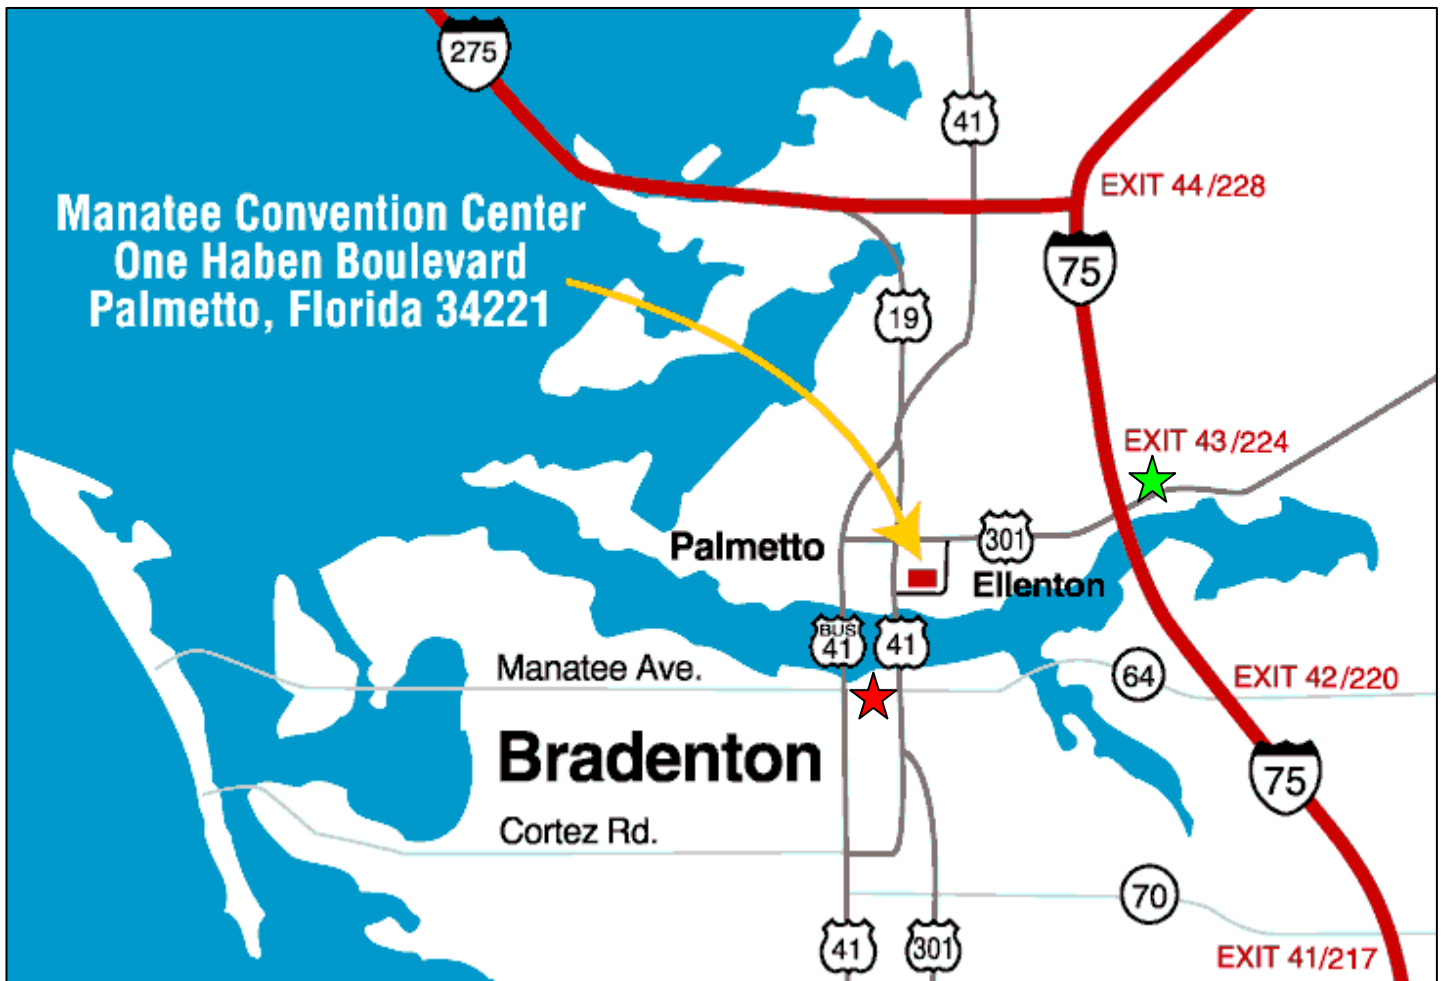 275
41
EXIT 44/228
Manatee Convention Center
One Haben Boulevard
Palmetto, Florida 34221
75
19
EXIT 43/224
Palmetto
301
Ellenton
BUS
41
41
Manatee Ave.
64
EXIT 42/220
Bradenton
75
Cortez Rd.
70
41
301
EXIT 41/217